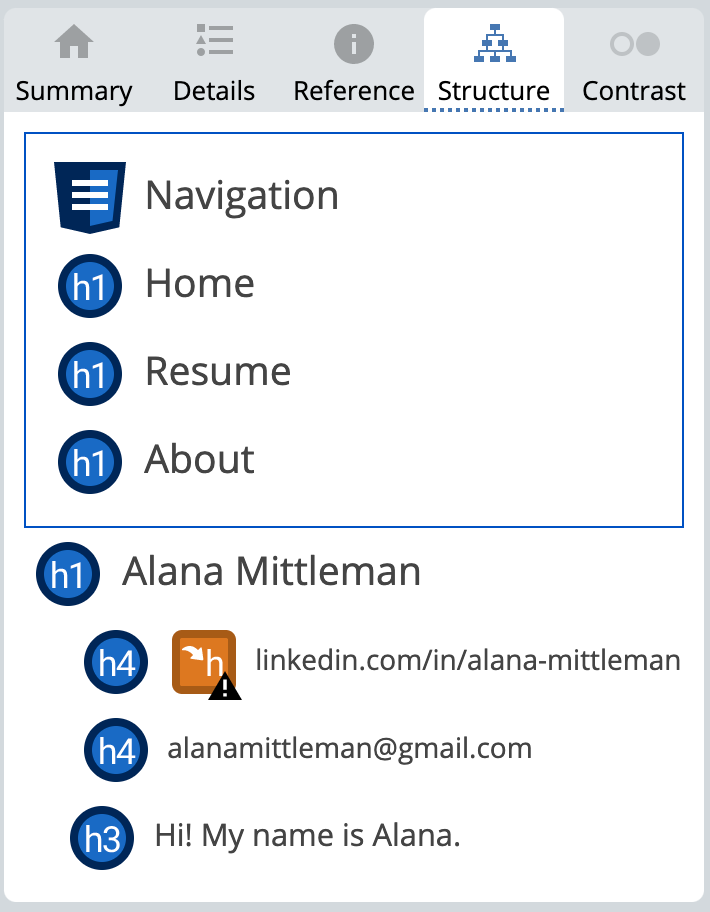 Summary Details Reference Structure Contrast
Navigation
h1 Home
h1 Resume
h1 About
h1 Alana Mittleman
h4 h linkedin.com/in/alana-mittleman
h4 alanamittleman@gmail.com
h3 Hi! My name is Alana.